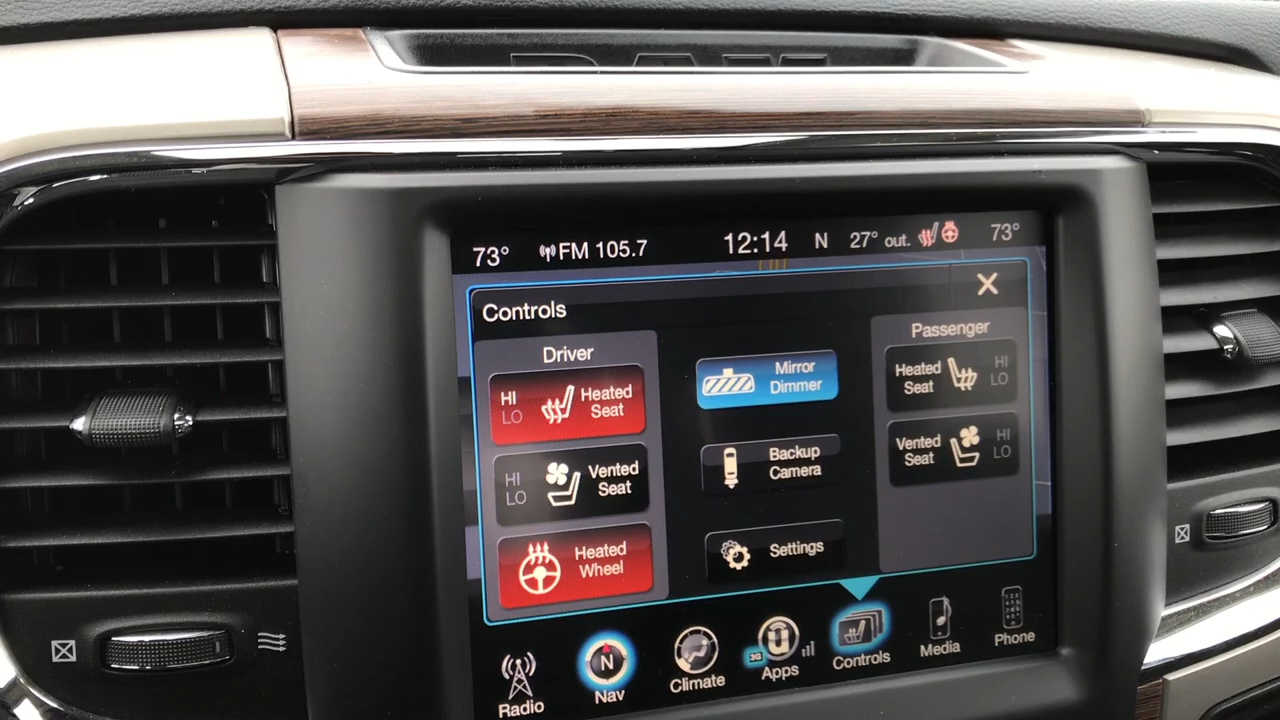 RAM
73° FM 105.7 12:14 N 27° out. 73°
Controls X
Driver
HI
LO
Heated
Seat
HI
LO
Vented
Seat
Heated
Wheel
Mirror
Dimmer
Backup
Camera
Settings
Passenger
Heated
Seat
HI
LO
Vented
Seat
HI
LO
Radio
N
Nav
Climate
3G
U
Apps
Controls
Media
Phone